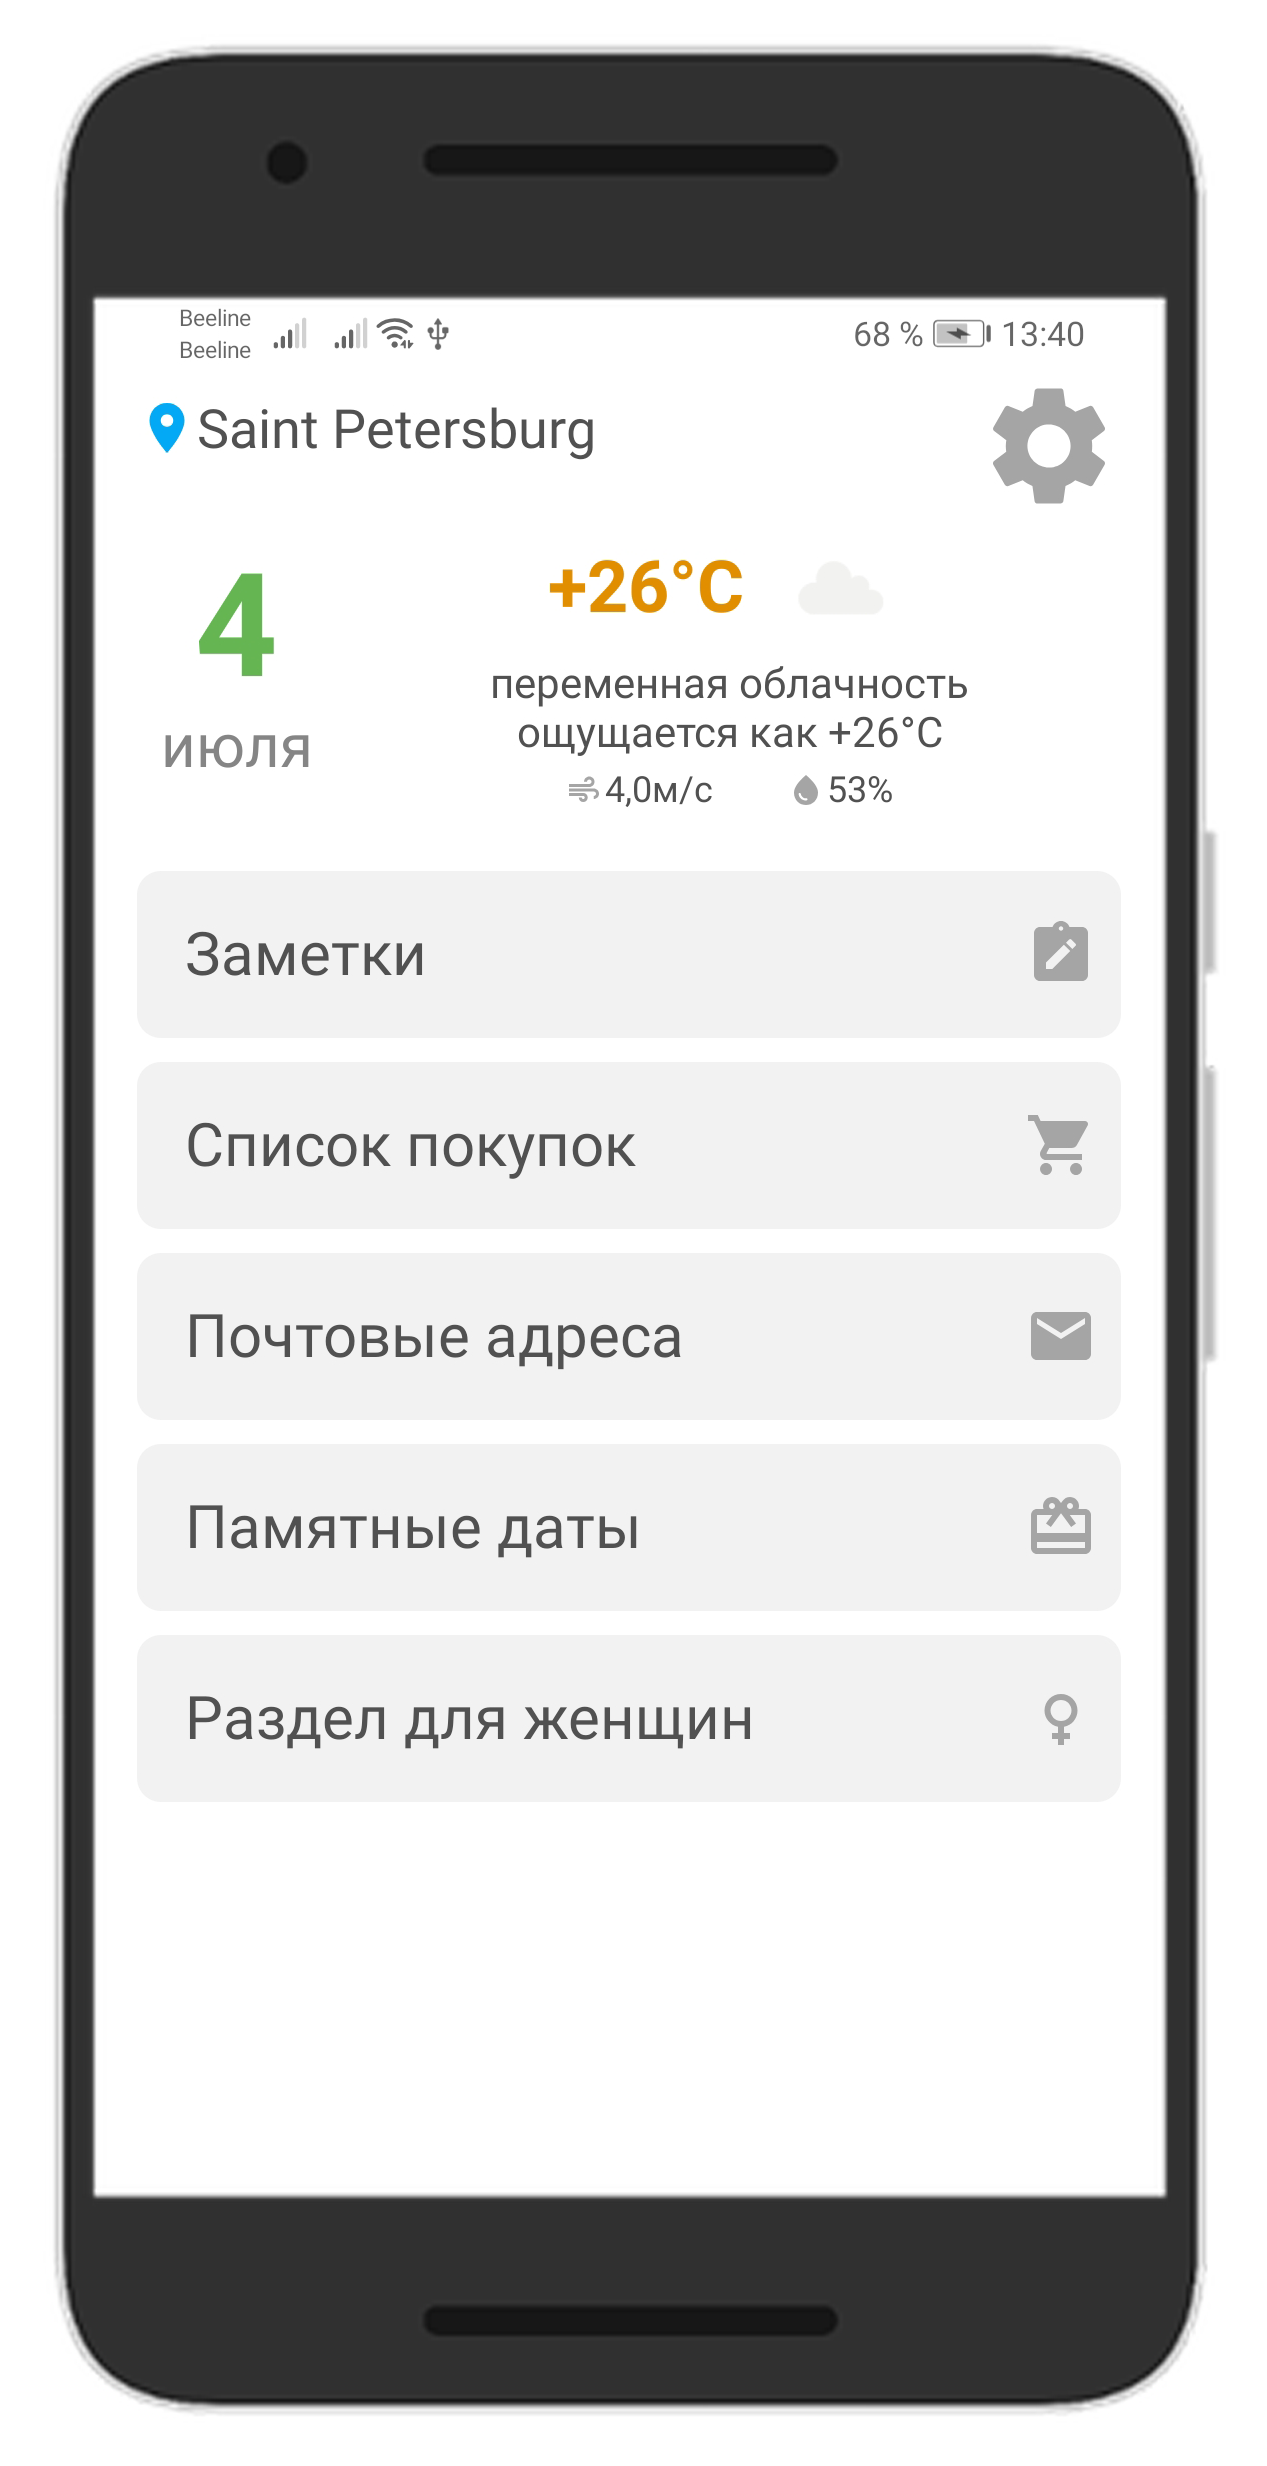 Beeline
Beeline
68 % 13:40
Saint Petersburg
4
июля
+26°C
переменная облачность
ощущается как +26°C
4,0м/с 53%
Заметки
Список покупок
Почтовые адреса
Памятные даты
Раздел для женщин